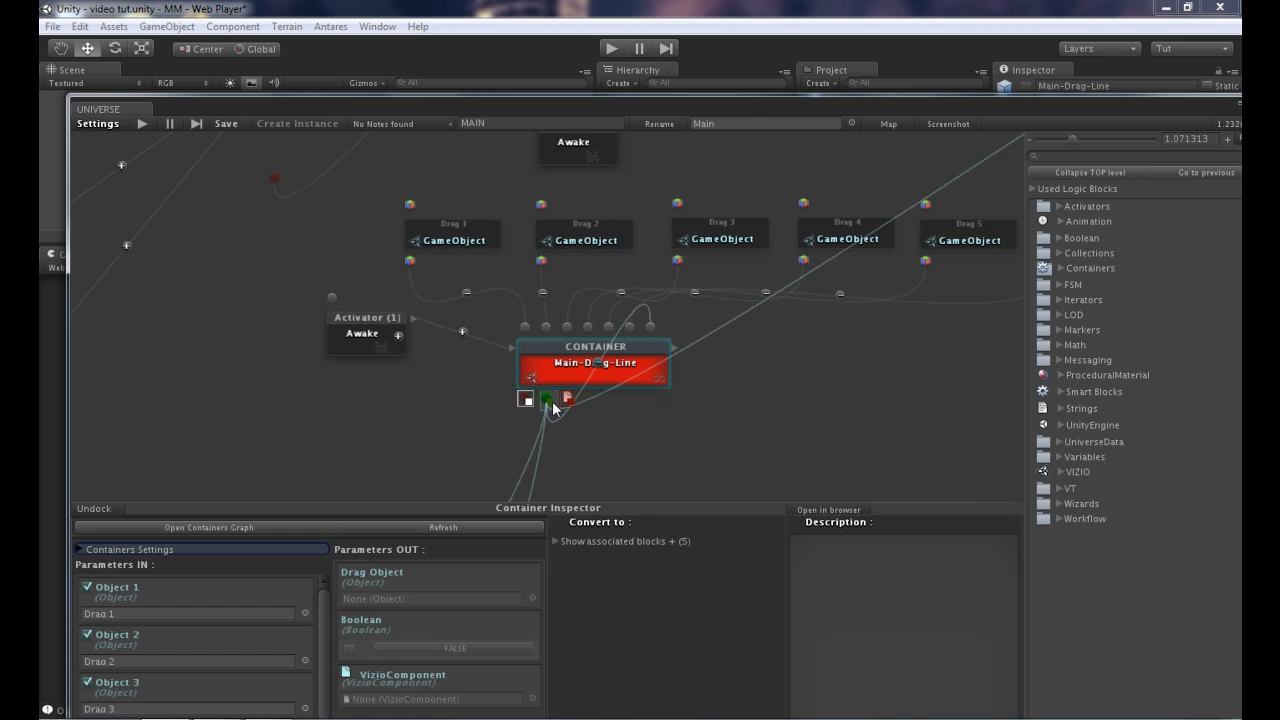 Unity - video tut.unity - MM - Web Player*
File Edit Assets GameObject Component Terrain Antares Window Help
Center Global Layers Tut
Scene Hierarchy Project Inspector
Textured RGB Gizmos All Create All Create All Main-Drag-Line Static
UNIVERSE
Settings Save Create Instance No Notes found MAIN Rename Main Map Screenshot
1.071313
Awake
Collapse TOP level Go to previous
Used Logic Blocks
Activators
Animation
Boolean
Collections
Containers
FSM
Iterators
LOD
Markers
Math
Messaging
ProceduralMaterial
Smart Blocks
Strings
UnityEngine
UniverseData
Variables
VIZIO
VT
Wizards
Workflow
Drag 1 Drag 2 Drag 3 Drag 4 Drag 5
GameObject GameObject GameObject GameObject GameObject
Web
Activator (1)
Awake
CONTAINER
Main-Drag-Line
Undock Container Inspector Open in browser
Open Containers Graph Refresh Convert to : Description :
Containers Settings Parameters OUT : Show associated blocks + (5)
Parameters IN :
Object 1
(Object)
Drag 1
Object 2
(Object)
Drag 2
Object 3
(Object)
Drag 3
Drag Object
(Object)
None (Object)
Boolean
(Boolean)
FALSE
VizioComponent
(VizioComponent)
None (VizioComponent)